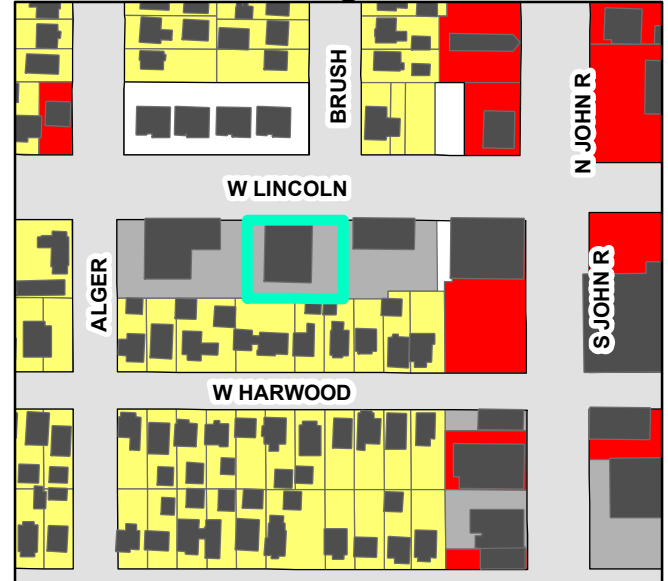 BRUSH
N JOHN R
W LINCOLN
ALGER
S JOHN R
W HARWOOD